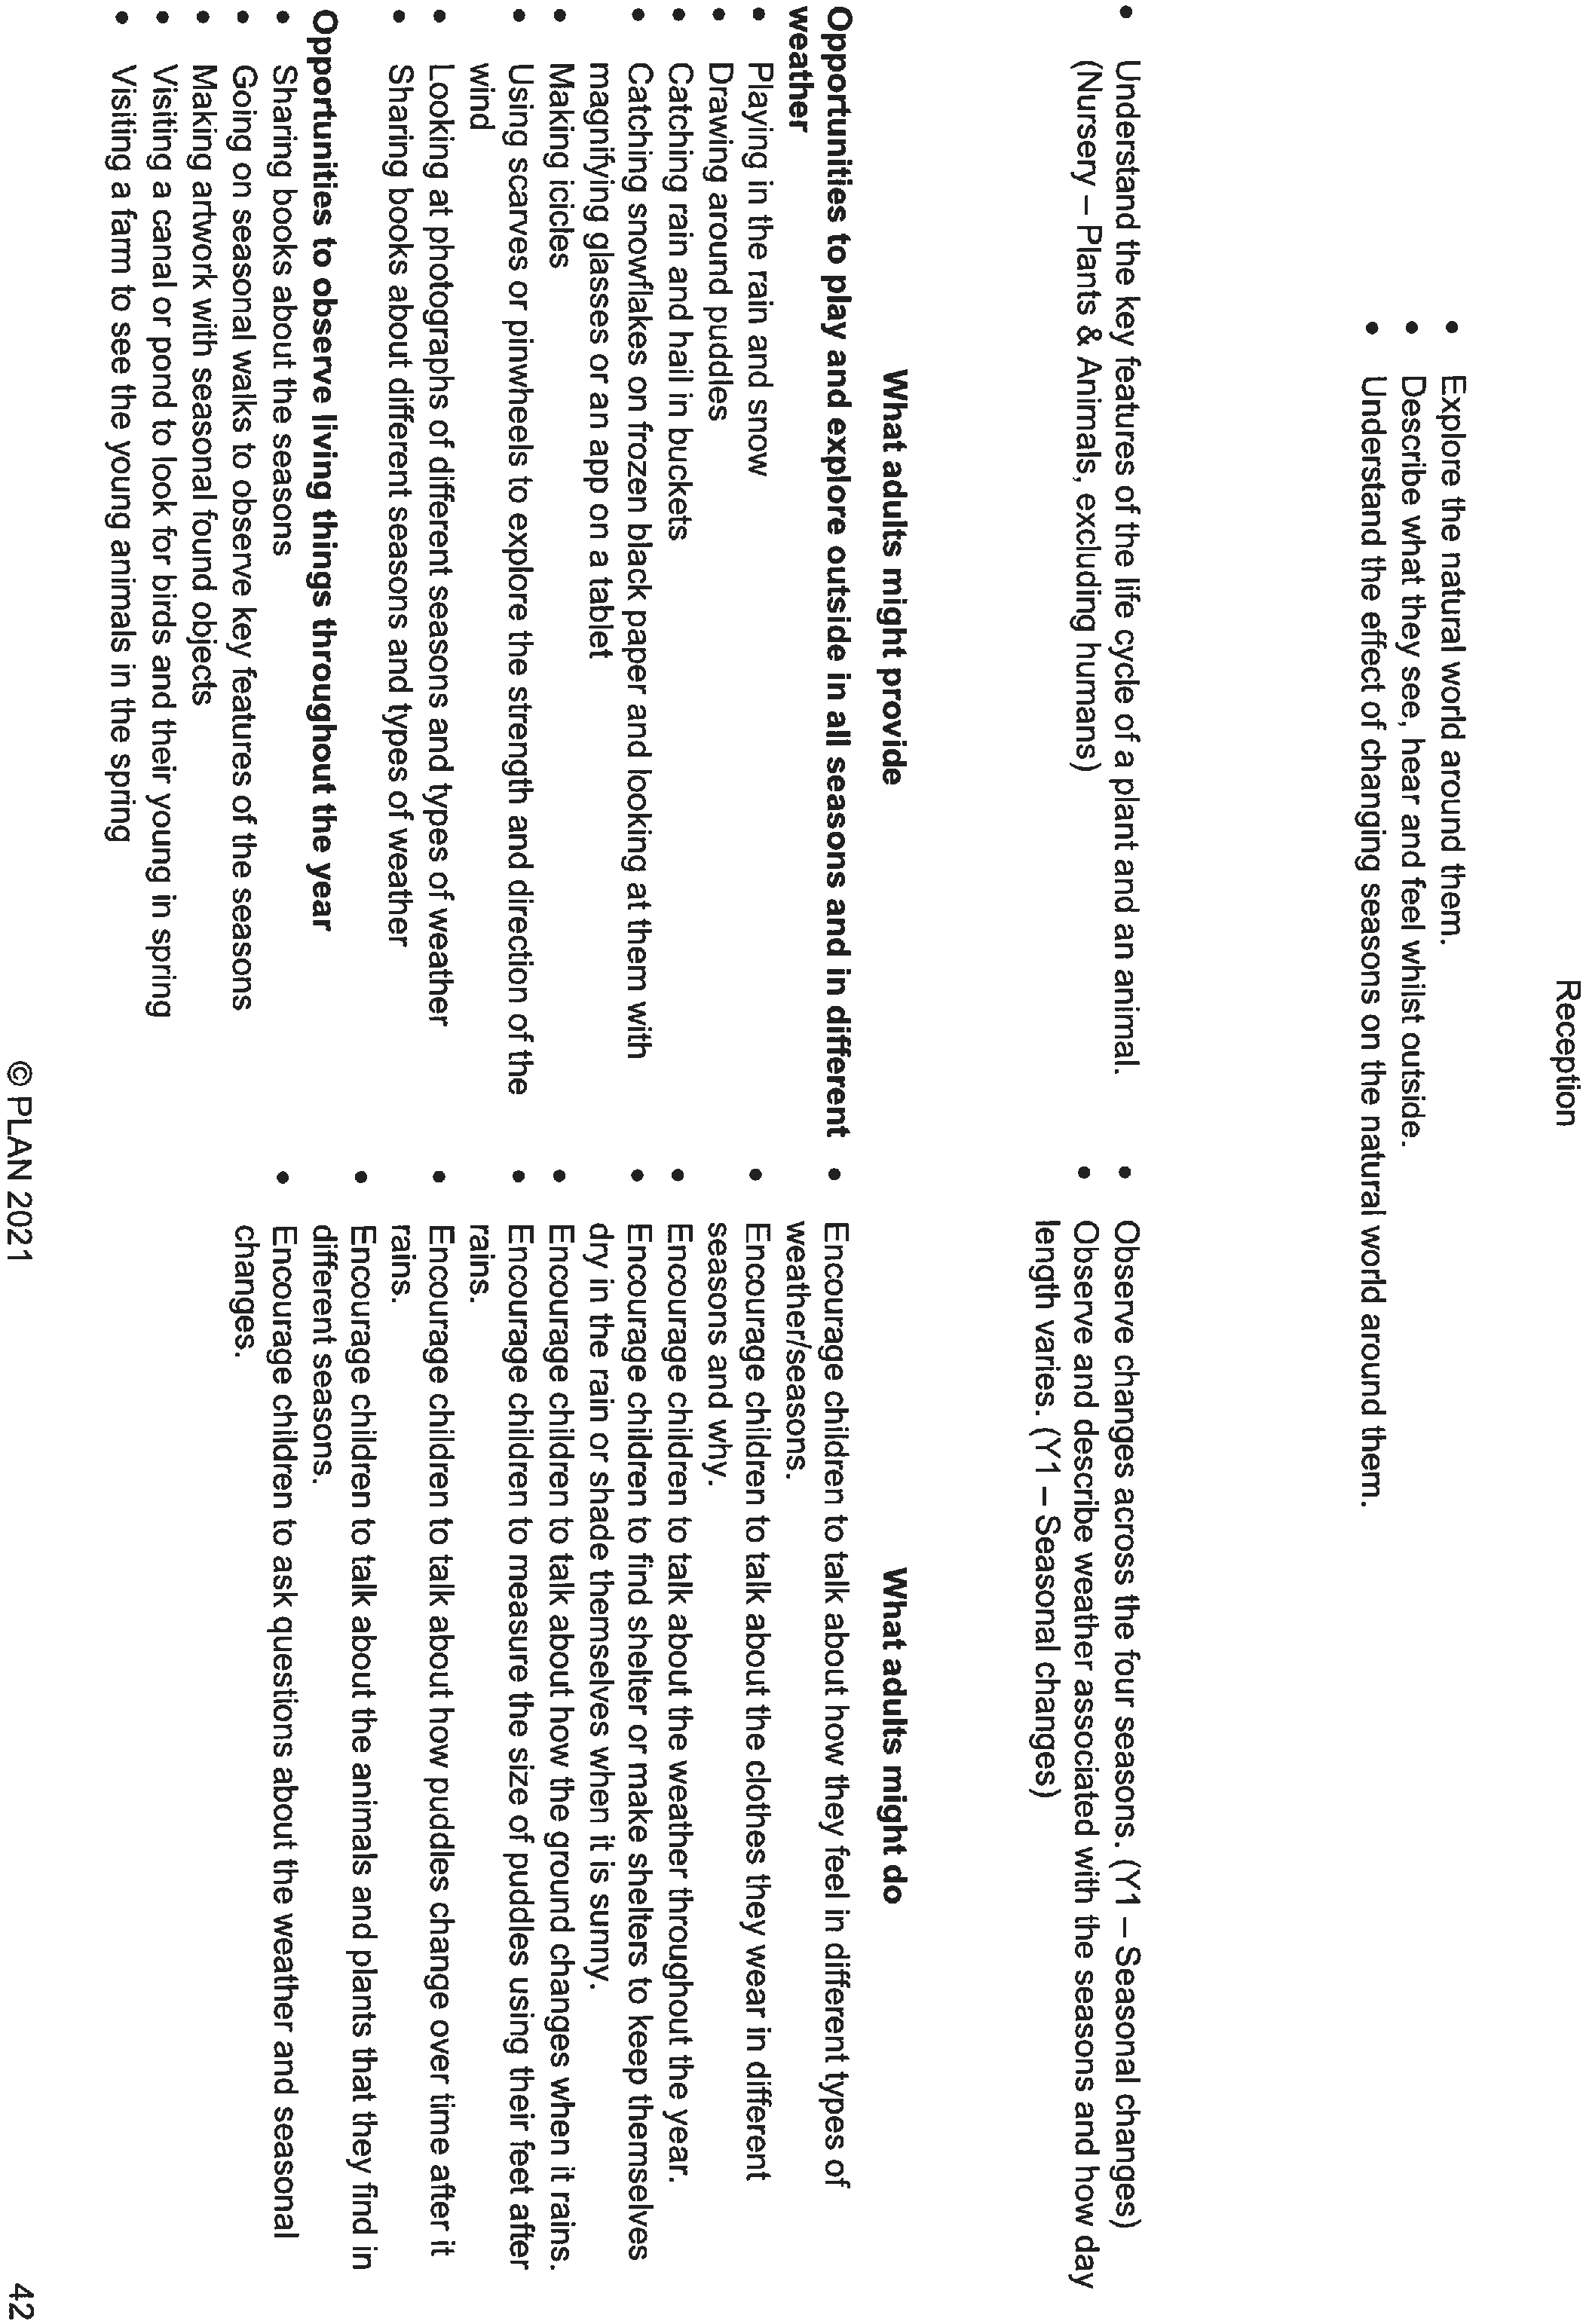 Reception
• Explore the natural world around them.
• Describe what they see, hear and feel whilst outside.
• Understand the effect of changing seasons on the natural world around them.
• Understand the key features of the life cycle of a plant and an animal.
(Nursery – Plants & Animals, excluding humans)
• Observe changes across the four seasons. (Y1 – Seasonal changes)
• Observe and describe weather associated with the seasons and how day
length varies. (Y1 – Seasonal changes)
What adults might provide
Opportunities to play and explore outside in all seasons and in different
weather
• Playing in the rain and snow
• Drawing around puddles
• Catching rain and hail in buckets
• Catching snowflakes on frozen black paper and looking at them with
magnifying glasses or an app on a tablet
• Making icicles
• Using scarves or pinwheels to explore the strength and direction of the
wind
• Looking at photographs of different seasons and types of weather
• Sharing books about different seasons and types of weather
Opportunities to observe living things throughout the year
• Sharing books about the seasons
• Going on seasonal walks to observe key features of the seasons
• Making artwork with seasonal found objects
• Visiting a canal or pond to look for birds and their young in spring
• Visiting a farm to see the young animals in the spring
What adults might do
• Encourage children to talk about how they feel in different types of
weather/seasons.
• Encourage children to talk about the clothes they wear in different
seasons and why.
• Encourage children to talk about the weather throughout the year.
• Encourage children to find shelter or make shelters to keep themselves
dry in the rain or shade themselves when it is sunny.
• Encourage children to talk about how the ground changes when it rains.
• Encourage children to measure the size of puddles using their feet after
rains.
• Encourage children to talk about how puddles change over time after it
rains.
• Encourage children to talk about the animals and plants that they find in
different seasons.
• Encourage children to ask questions about the weather and seasonal
changes.
© PLAN 2021
42